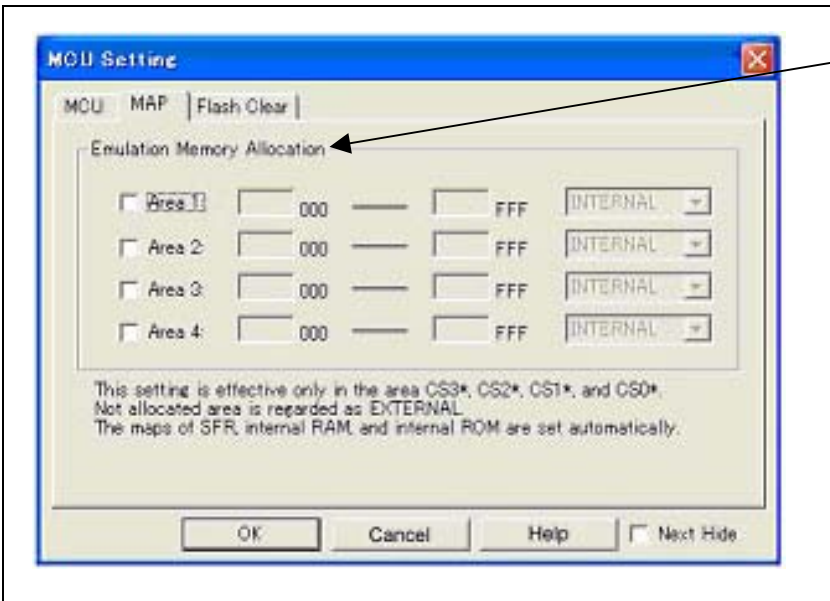 MCU Setting
MCU MAP Flash Clear
Emulation Memory Allocation
Area 1: 000 FFF INTERNAL
Area 2: 000 FFF INTERNAL
Area 3: 000 FFF INTERNAL
Area 4: 000 FFF INTERNAL
This setting is effective only in the area CS3*, CS2*, CS1*, and CS0*.
Not allocated area is regarded as EXTERNAL.
The maps of SFR, internal RAM, and internal ROM are set automatically.
OK Cancel Help Next Hide